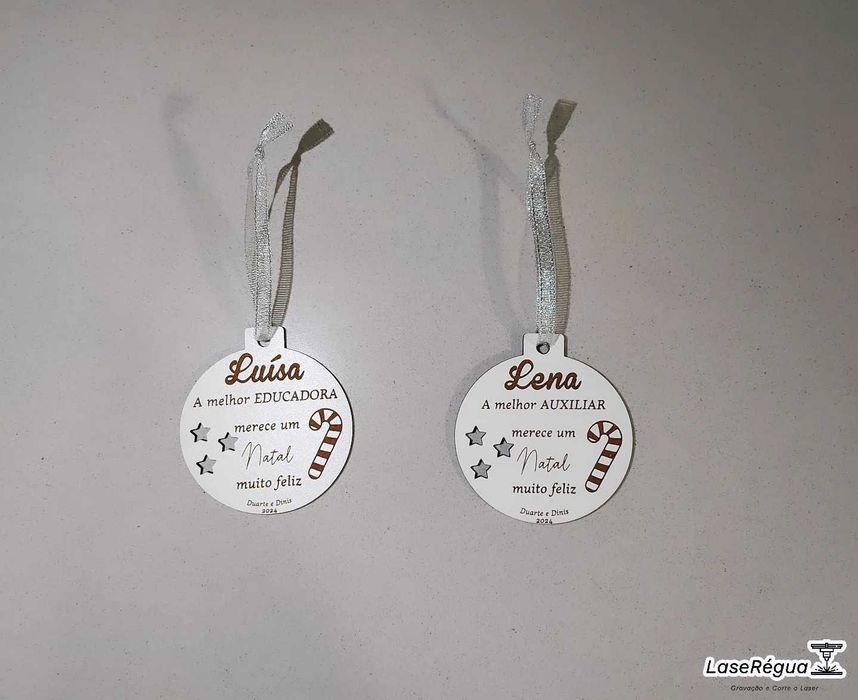 Luísa
A melhor EDUCADORA
merece um
Natal
muito feliz
Duarte e Dinis
2024
Lena
A melhor AUXILIAR
merece um
Natal
muito feliz
Duarte e Dinis
2024
LaseRégua
Gravação e Corte a Laser